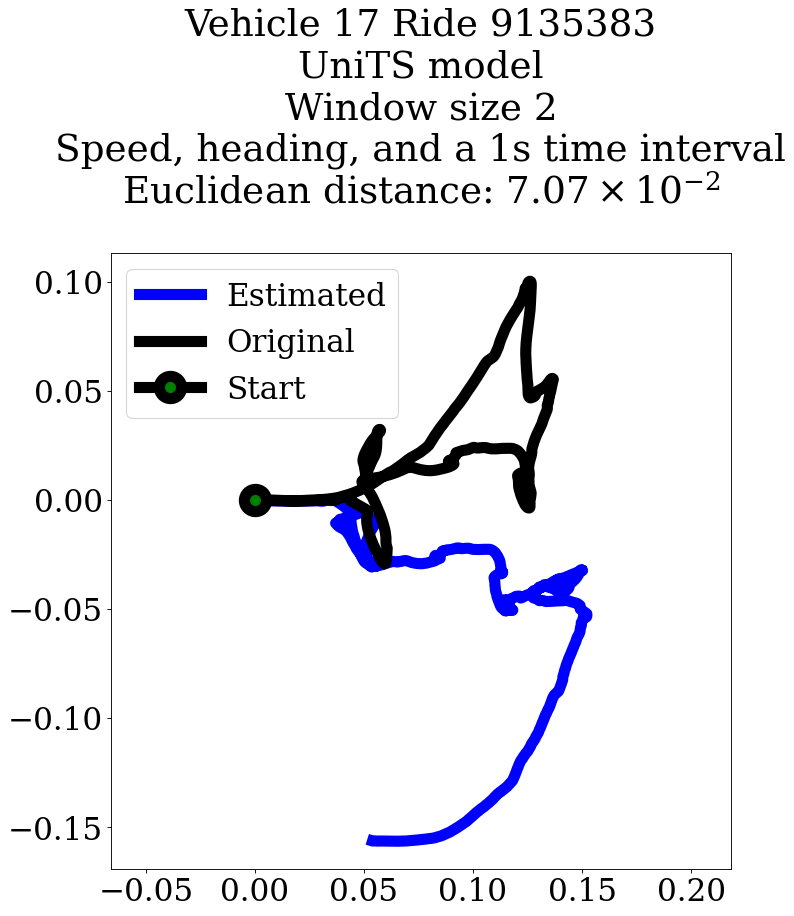 Vehicle 17 Ride 9135383
UniTS model
Window size 2
Speed, heading, and a 1s time interval
Euclidean distance: 7.07 × 10⁻²
Estimated
Original
Start
0.10
0.05
0.00
−0.05
−0.10
−0.15
−0.05 0.00 0.05 0.10 0.15 0.20